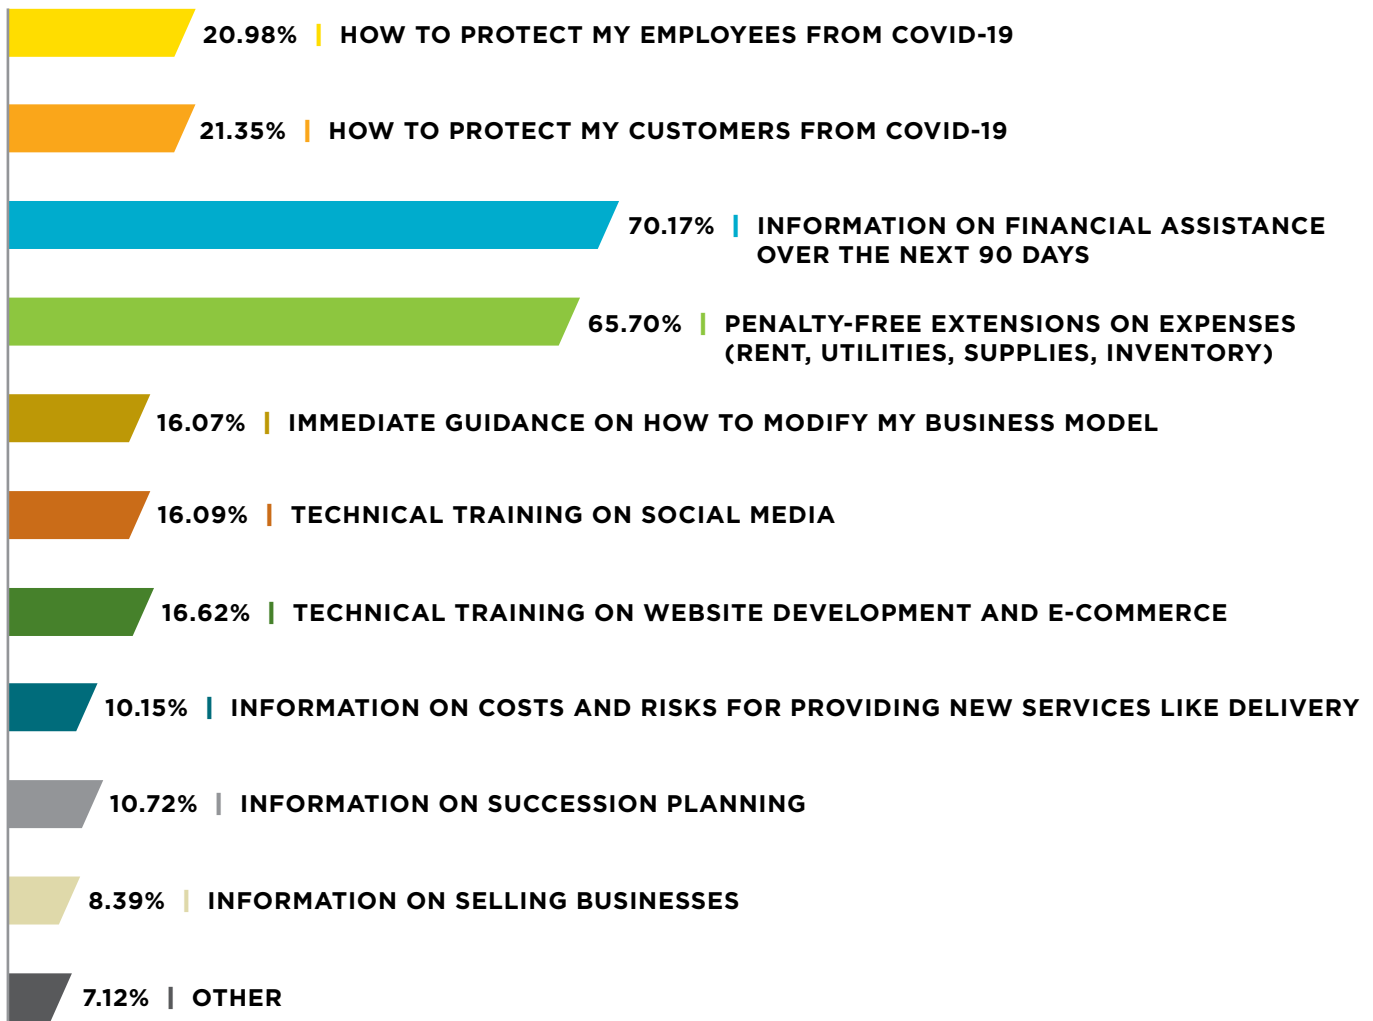 20.98% | HOW TO PROTECT MY EMPLOYEES FROM COVID-19
21.35% | HOW TO PROTECT MY CUSTOMERS FROM COVID-19
70.17% | INFORMATION ON FINANCIAL ASSISTANCE
OVER THE NEXT 90 DAYS
65.70% | PENALTY-FREE EXTENSIONS ON EXPENSES
(RENT, UTILITIES, SUPPLIES, INVENTORY)
16.07% | IMMEDIATE GUIDANCE ON HOW TO MODIFY MY BUSINESS MODEL
16.09% | TECHNICAL TRAINING ON SOCIAL MEDIA
16.62% | TECHNICAL TRAINING ON WEBSITE DEVELOPMENT AND E-COMMERCE
10.15% | INFORMATION ON COSTS AND RISKS FOR PROVIDING NEW SERVICES LIKE DELIVERY
10.72% | INFORMATION ON SUCCESSION PLANNING
8.39% | INFORMATION ON SELLING BUSINESSES
7.12% | OTHER